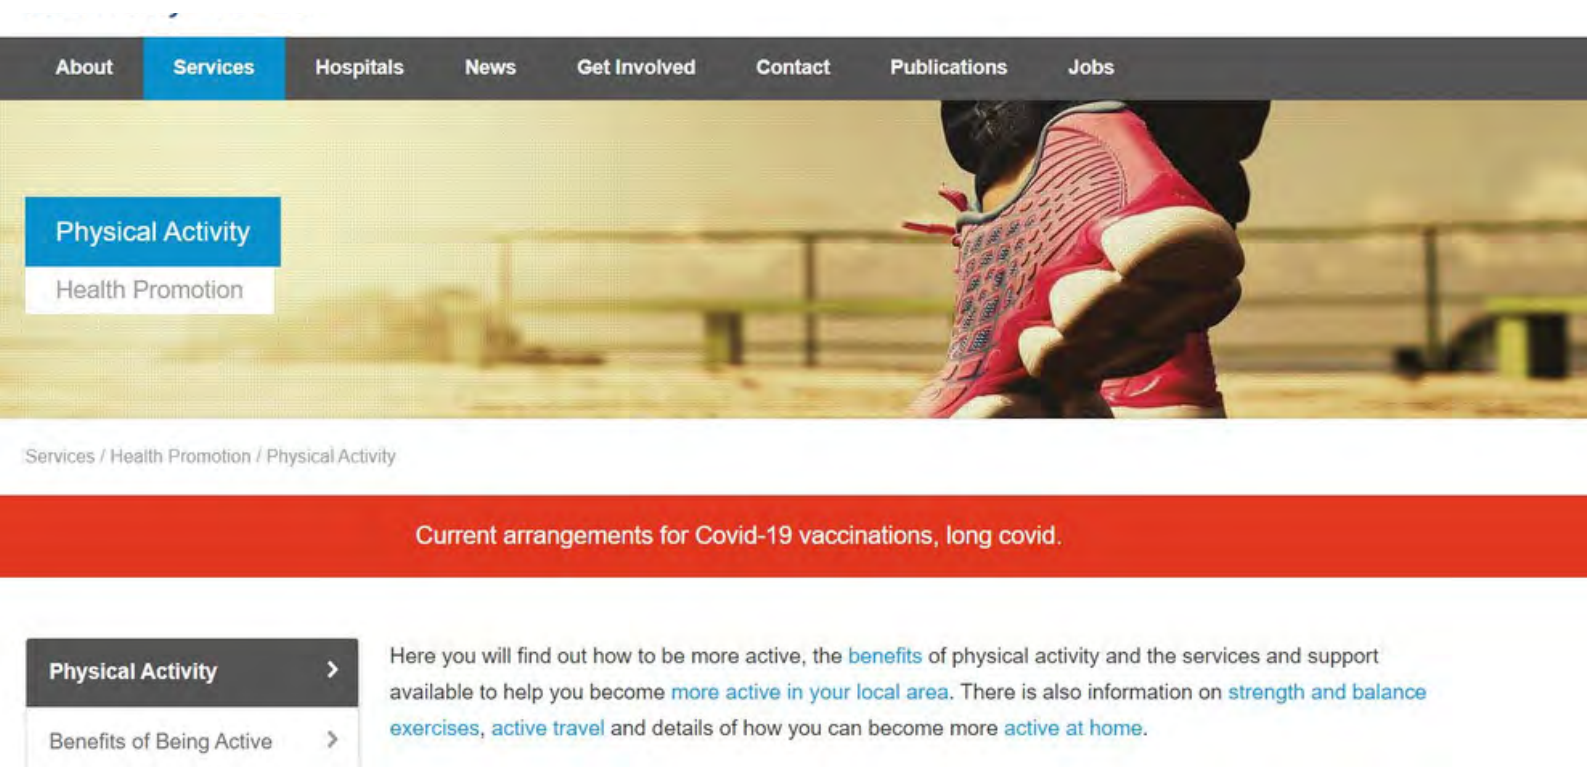 About Services Hospitals News Get Involved Contact Publications Jobs
Physical Activity
Health Promotion
Services / Health Promotion / Physical Activity
Current arrangements for Covid-19 vaccinations, long covid.
Physical Activity
Benefits of Being Active
Here you will find out how to be more active, the benefits of physical activity and the services and support
available to help you become more active in your local area. There is also information on strength and balance
exercises, active travel and details of how you can become more active at home.